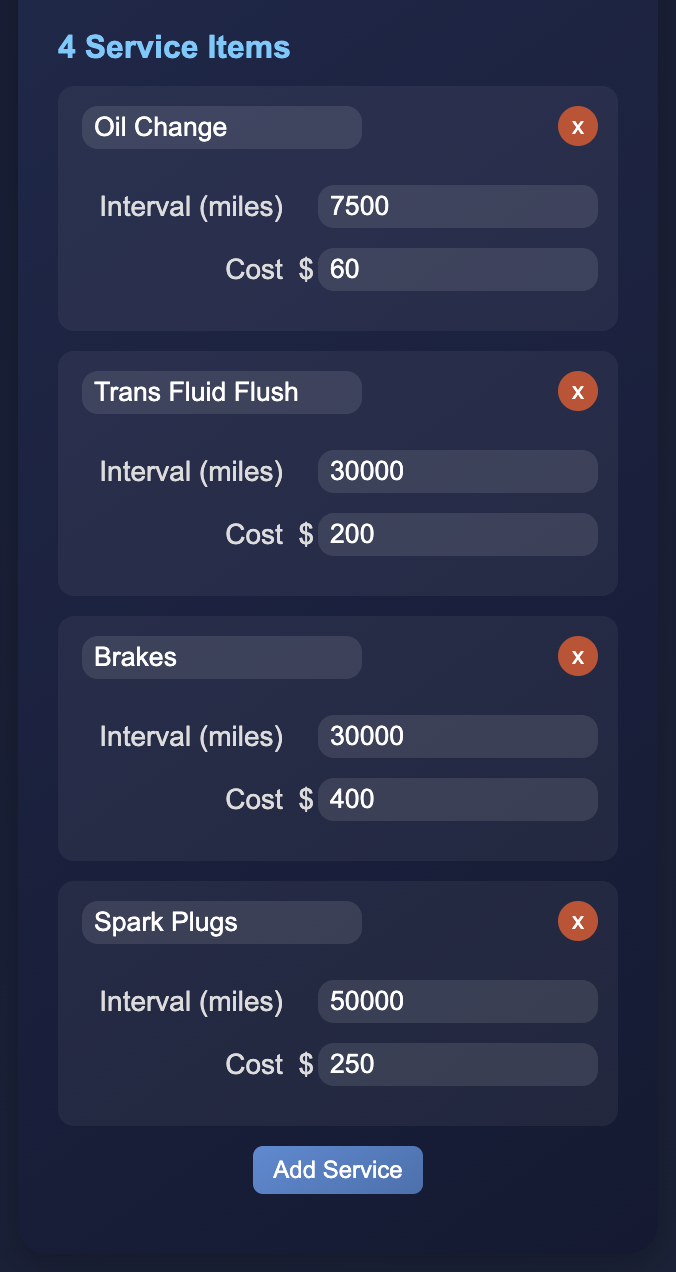 4 Service Items
Oil Change x
Interval (miles) 7500
Cost $ 60
Trans Fluid Flush x
Interval (miles) 30000
Cost $ 200
Brakes x
Interval (miles) 30000
Cost $ 400
Spark Plugs x
Interval (miles) 50000
Cost $ 250
Add Service